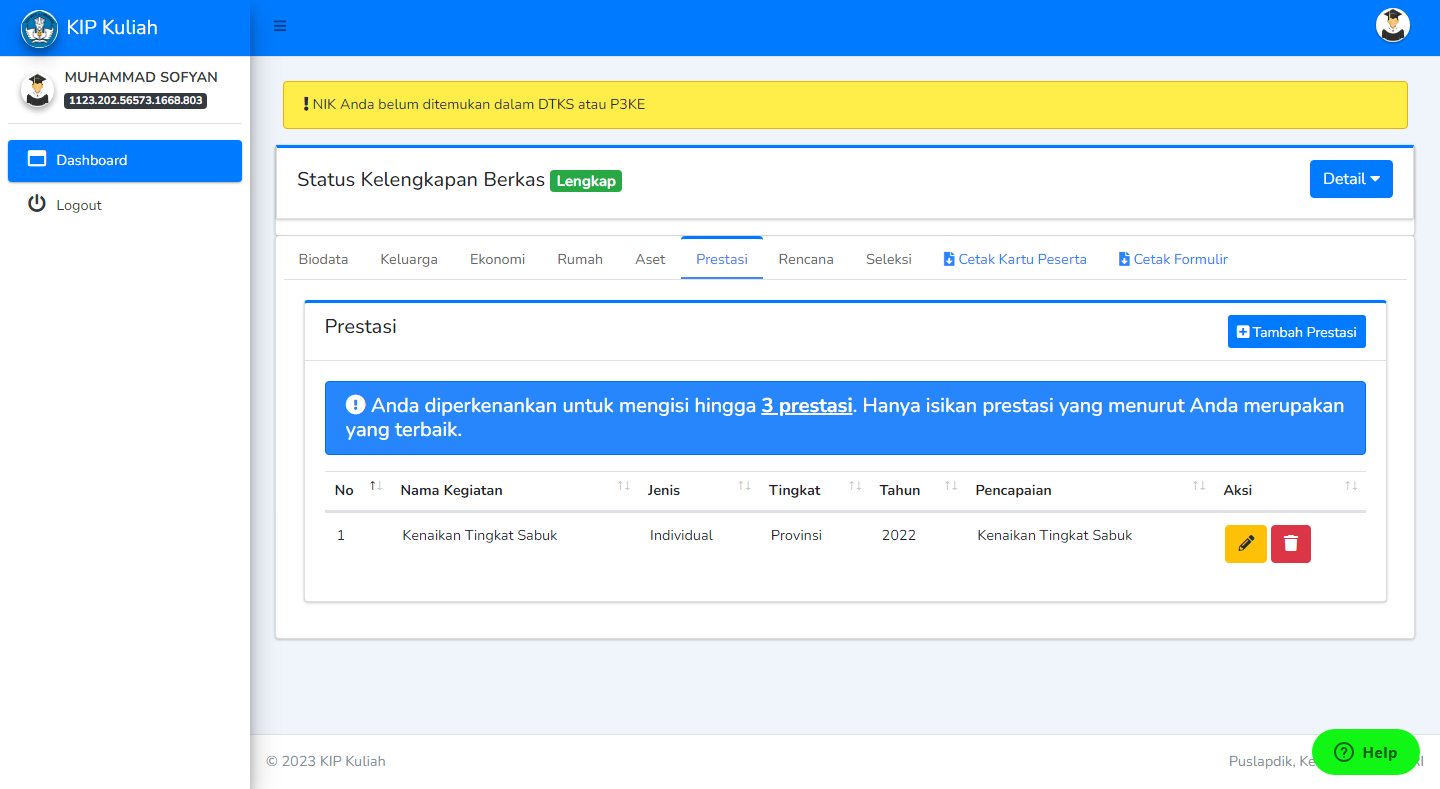 KIP Kuliah
MUHAMMAD SOFYAN
1123.202.56573.1668.803
Dashboard
Logout
NIK Anda belum ditemukan dalam DTKS atau P3KE
Status Kelengkapan Berkas Lengkap
Detail
Biodata Keluarga Ekonomi Rumah Aset Prestasi Rencana Seleksi Cetak Kartu Peserta Cetak Formulir
Prestasi
Tambah Prestasi
Anda diperkenankan untuk mengisi hingga 3 prestasi. Hanya isikan prestasi yang menurut Anda merupakan
yang terbaik.
No Nama Kegiatan Jenis Tingkat Tahun Pencapaian Aksi
1 Kenaikan Tingkat Sabuk Individual Provinsi 2022 Kenaikan Tingkat Sabuk
© 2023 KIP Kuliah
Puslapdik,
Help